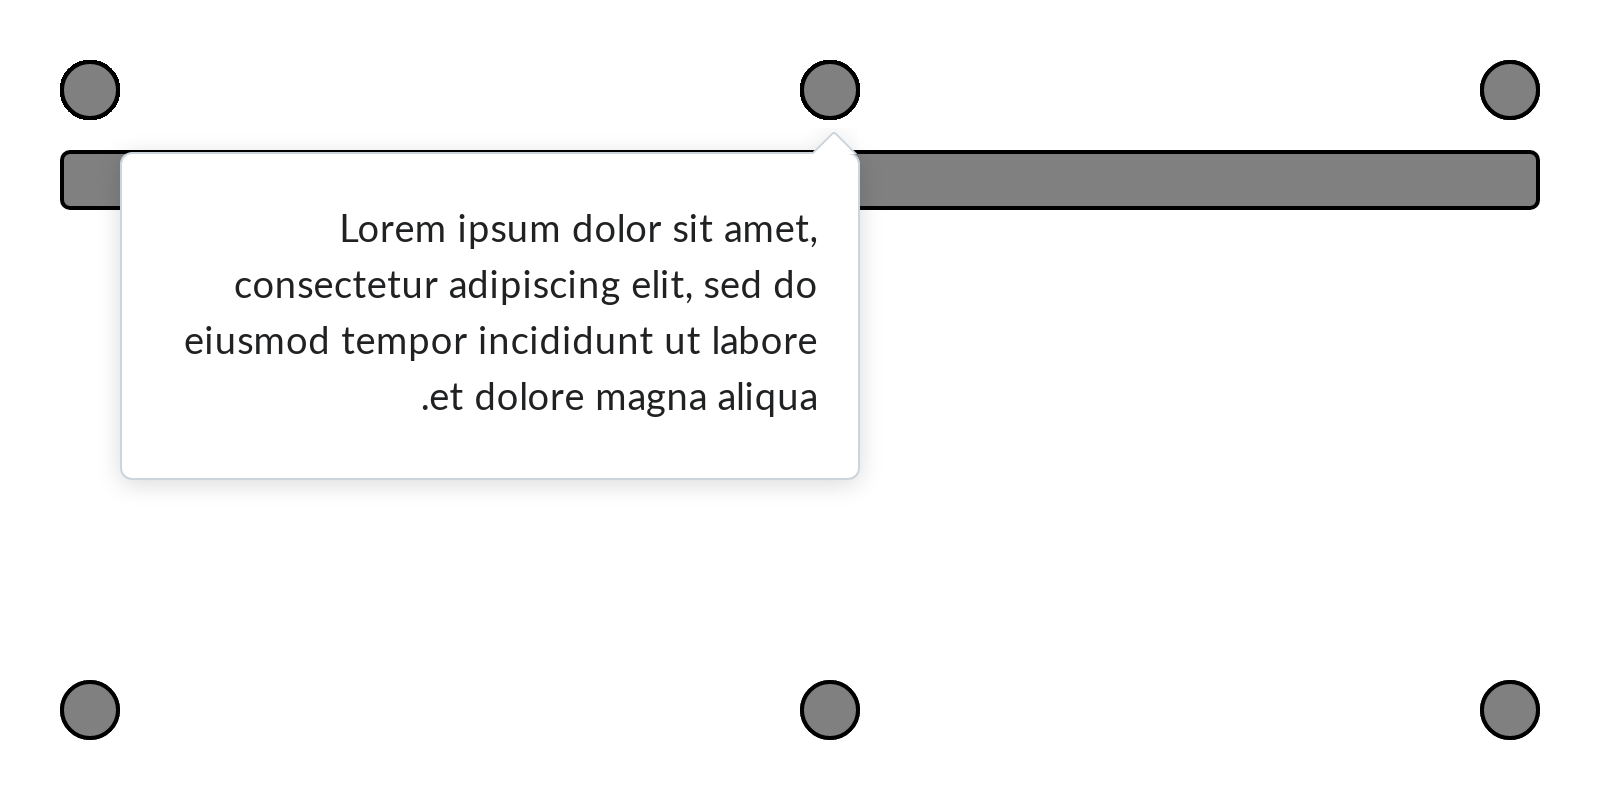 Lorem ipsum dolor sit amet,
consectetur adipiscing elit, sed do
eiusmod tempor incididunt ut labore
.et dolore magna aliqua